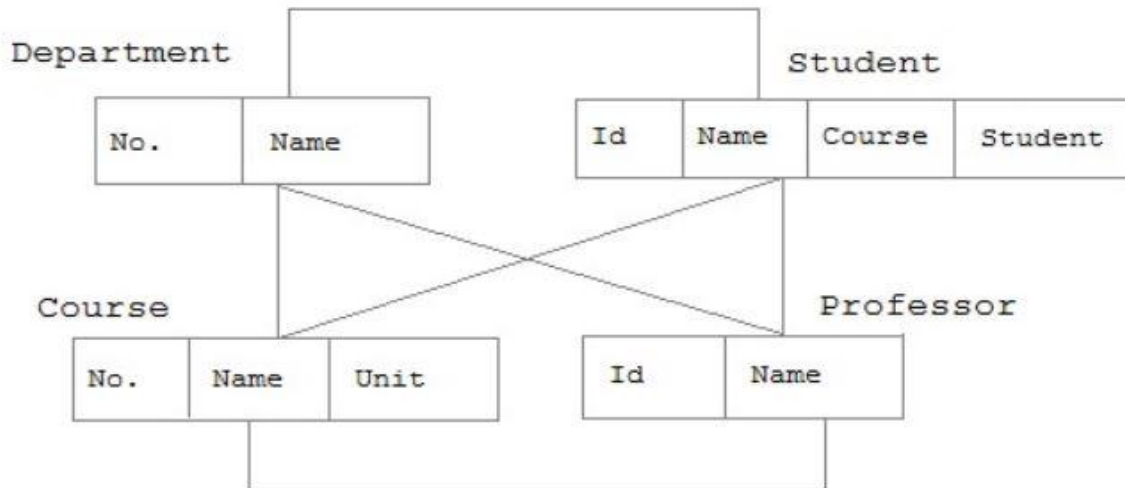 Department
Student
No. Name
Id Name Course Student
Course
Professor
No. Name Unit
Id Name